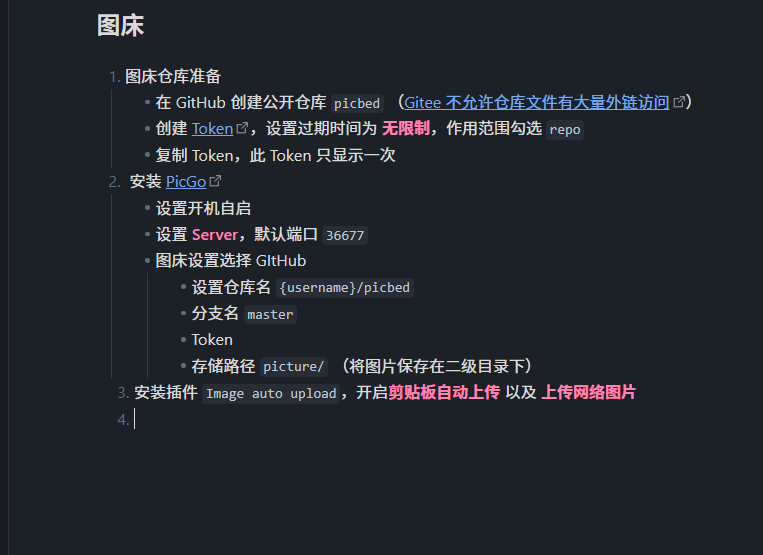 图床
1. 图床仓库准备
• 在 GitHub 创建公开仓库 picbed （Gitee 不允许仓库文件有大量外链访问）
• 创建 Token，设置过期时间为 无限制，作用范围勾选 repo
• 复制 Token，此 Token 只显示一次
2. 安装 PicGo
• 设置开机自启
• 设置 Server，默认端口 36677
• 图床设置选择 GItHub
• 设置仓库名 {username}/picbed
• 分支名 master
• Token
• 存储路径 picture/ （将图片保存在二级目录下）
3. 安装插件 Image auto upload，开启剪贴板自动上传 以及 上传网络图片
4.